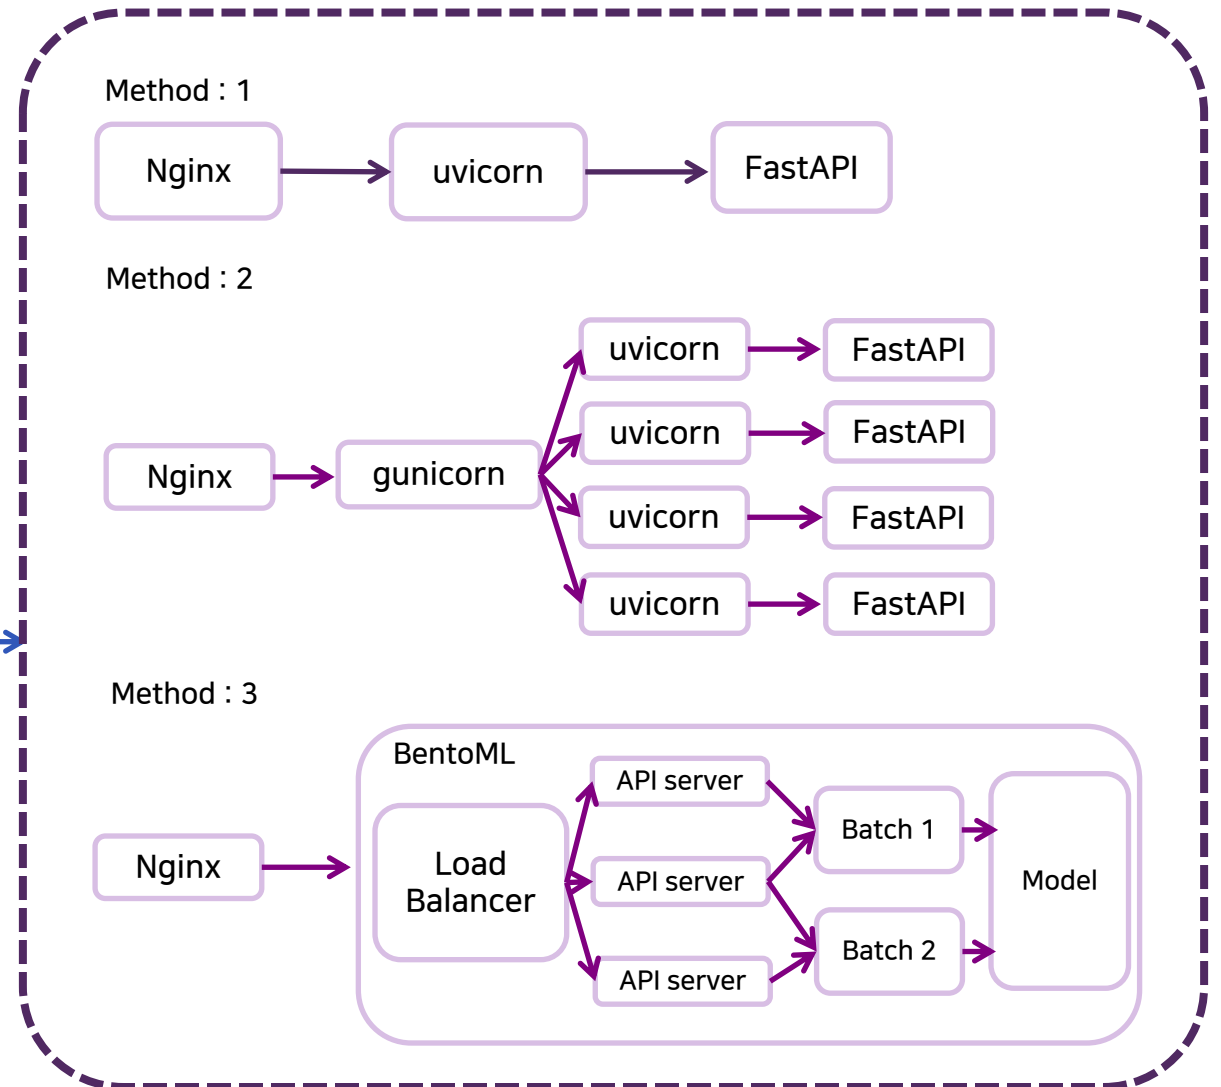 Method : 1
Nginx
uvicorn
FastAPI
Method : 2
Nginx
gunicorn
uvicorn
FastAPI
uvicorn
FastAPI
uvicorn
FastAPI
uvicorn
FastAPI
Method : 3
Nginx
BentoML
Load
Balancer
API server
API server
API server
Batch 1
Batch 2
Model